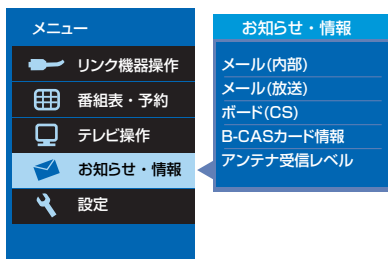 メニュー
リンク機器操作
番組表・予約
テレビ操作
お知らせ・情報
設定
お知らせ・情報
メール(内部)
メール(放送)
ボード(CS)
B-CASカード情報
アンテナ受信レベル